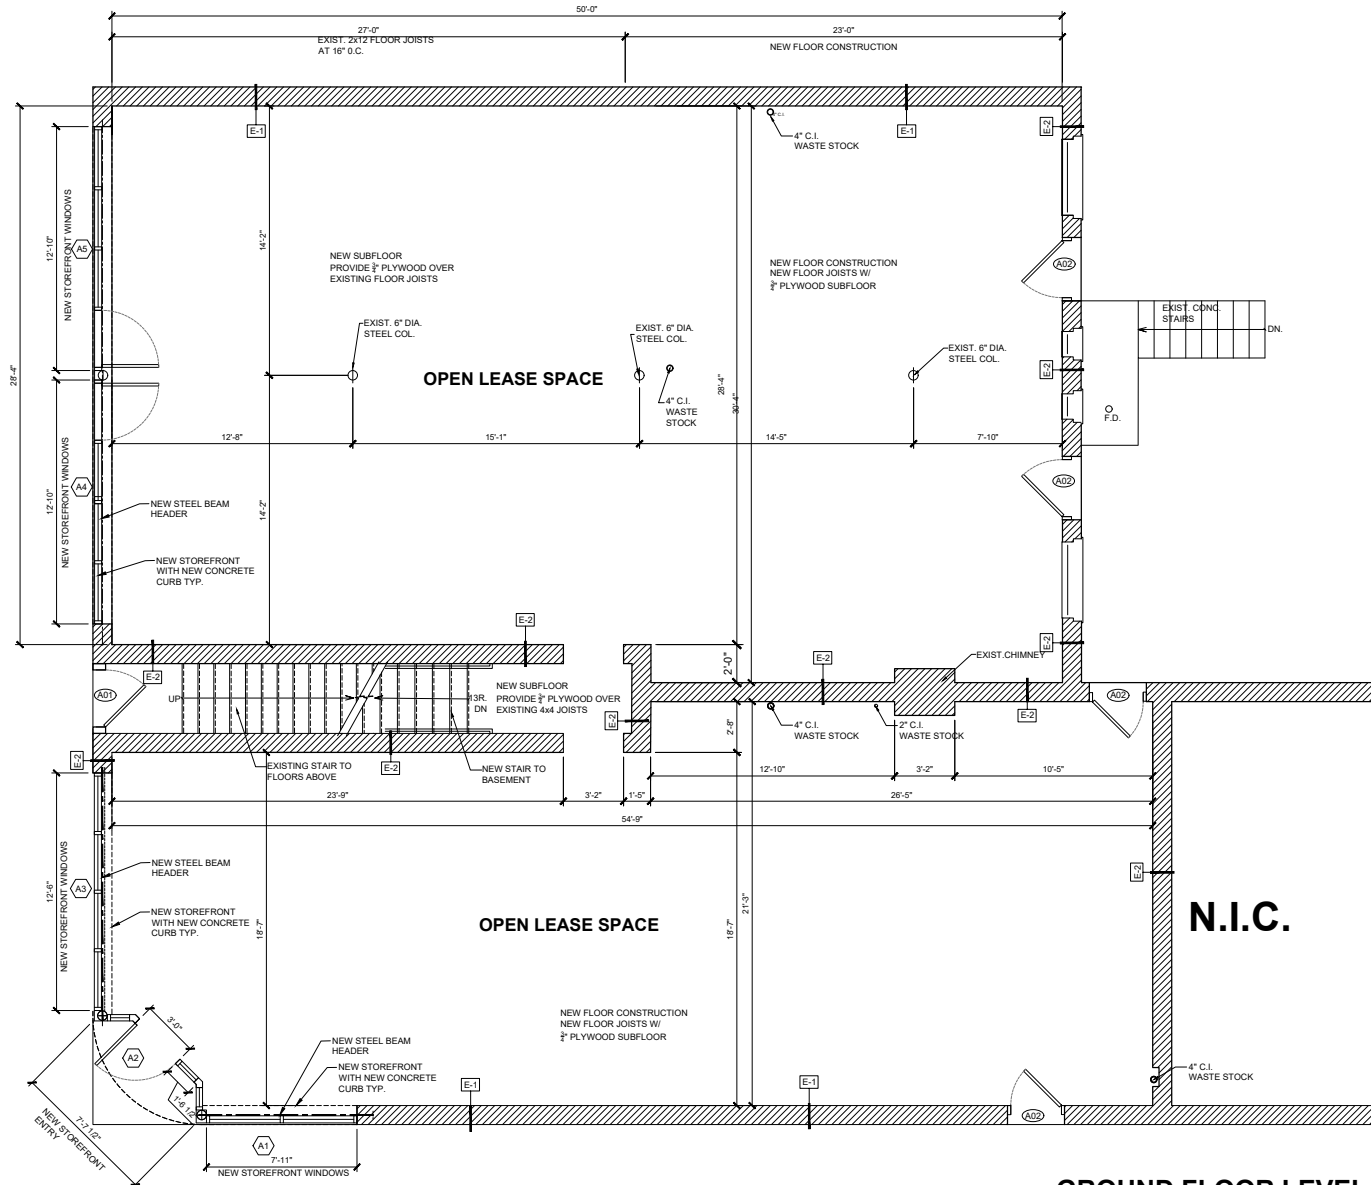 50'-0"
27'-0"
23'-0"
EXIST. 2x12 FLOOR JOISTS
AT 16" O.C.
NEW FLOOR CONSTRUCTION
E-1
E-1
E-2
4" C.I.
WASTE STOCK
28'-4"
12'-10"
NEW STOREFRONT WINDOWS
A5
14'-2"
NEW SUBFLOOR
PROVIDE ¾" PLYWOOD OVER
EXISTING FLOOR JOISTS
NEW FLOOR CONSTRUCTION
NEW FLOOR JOISTS W/
¾" PLYWOOD SUBFLOOR
A02
EXIST. CONC.
STAIRS
DN.
EXIST. 6" DIA.
STEEL COL.
EXIST. 6" DIA.
STEEL COL.
EXIST. 6" DIA.
STEEL COL.
E-2
OPEN LEASE SPACE
28'-4"
30'-4"
4" C.I.
WASTE
STOCK
F.D.
12'-8"
15'-1"
14'-5"
7'-10"
12'-10"
NEW STOREFRONT WINDOWS
A4
14'-2"
A02
NEW STEEL BEAM
HEADER
NEW STOREFRONT
WITH NEW CONCRETE
CURB TYP.
E-2
E-2
E-2
E-2
2'-0"
EXIST.CHIMNEY
A01
UP
13R.
DN
NEW SUBFLOOR
PROVIDE ¾" PLYWOOD OVER
EXISTING 4x4 JOISTS
A02
E-2
E-2
4" C.I.
WASTE STOCK
2" C.I.
WASTE STOCK
2'-8"
E-2
EXISTING STAIR TO
FLOORS ABOVE
E-2
NEW STAIR TO
BASEMENT
12'-10"
3'-2"
10'-5"
23'-9"
3'-2"
1'-5"
26'-5"
54'-9"
12'-6"
NEW STOREFRONT WINDOWS
A3
NEW STEEL BEAM
HEADER
NEW STOREFRONT
WITH NEW CONCRETE
CURB TYP.
18'-7"
18'-7"
21'-3"
E-2
OPEN LEASE SPACE
N.I.C.
NEW FLOOR CONSTRUCTION
NEW FLOOR JOISTS W/
¾" PLYWOOD SUBFLOOR
3'-0"
A2
NEW STEEL BEAM
HEADER
NEW STOREFRONT
WITH NEW CONCRETE
CURB TYP.
1'-6 1/2"
7'-7 1/2"
NEW STOREFRONT
ENTRY
E-1
E-1
A02
4" C.I.
WASTE STOCK
A1
7'-11"
NEW STOREFRONT WINDOWS
GROUND FLOOR LEVEL